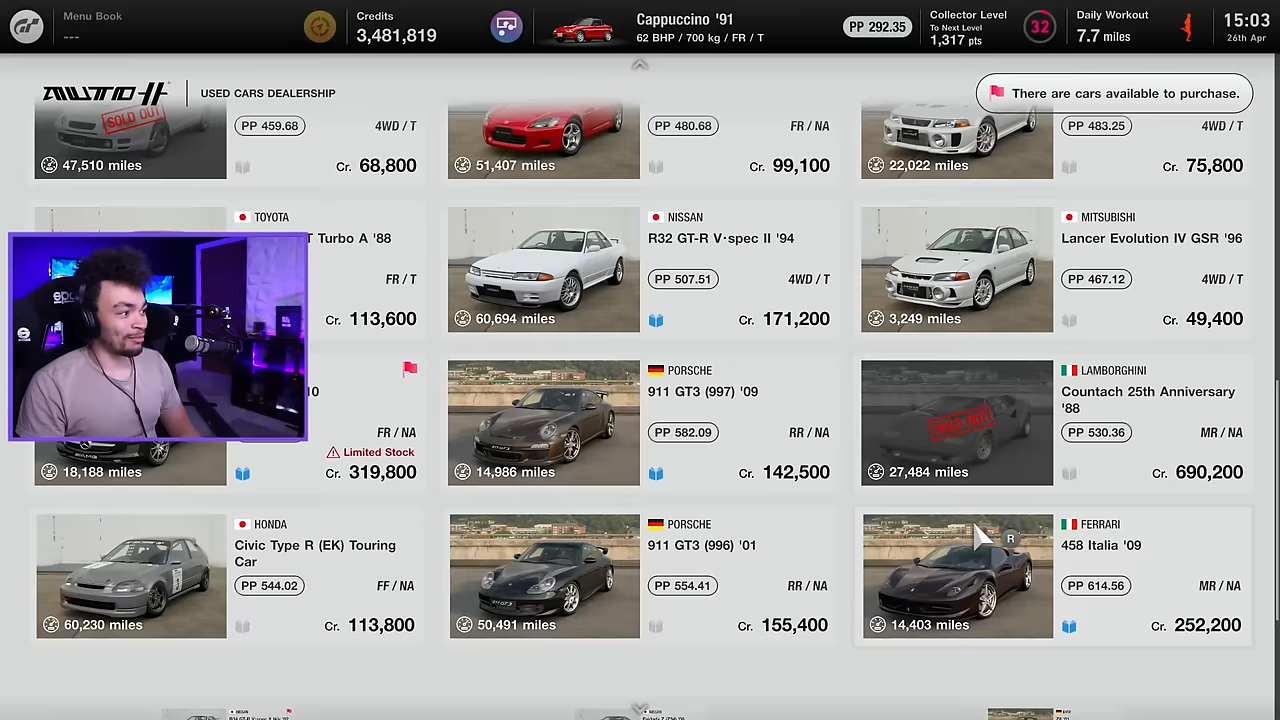 Menu Book
---
Credits
3,481,819
Cappuccino '91
62 BHP / 700 kg / FR / T
PP 292.35
Collector Level
To Next Level
1,317 pts
32
Daily Workout
7.7 miles
15:03
26th Apr
AUTO
USED CARS DEALERSHIP
There are cars available to purchase.
SOLD OUT
47,510 miles
PP 459.68
4WD / T
Cr. 68,800
51,407 miles
PP 480.68
FR / NA
Cr. 99,100
22,022 miles
PP 483.25
4WD / T
Cr. 75,800
TOYOTA
T Turbo A '88
FR / T
Cr. 113,600
NISSAN
R32 GT-R V·spec II '94
PP 507.51
4WD / T
60,694 miles
Cr. 171,200
MITSUBISHI
Lancer Evolution IV GSR '96
PP 467.12
4WD / T
3,249 miles
Cr. 49,400
10
FR / NA
Limited Stock
18,188 miles
Cr. 319,800
PORSCHE
911 GT3 (997) '09
PP 582.09
RR / NA
14,986 miles
Cr. 142,500
LAMBORGHINI
Countach 25th Anniversary
'88
PP 530.36
MR / NA
SOLD OUT
27,484 miles
Cr. 690,200
HONDA
Civic Type R (EK) Touring
Car
PP 544.02
FF / NA
60,230 miles
Cr. 113,800
PORSCHE
911 GT3 (996) '01
PP 554.41
RR / NA
50,491 miles
Cr. 155,400
FERRARI
458 Italia '09
PP 614.56
MR / NA
R
14,403 miles
Cr. 252,200